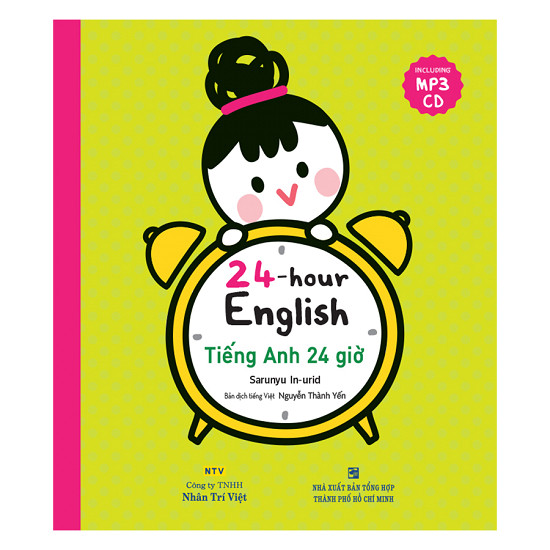 INCLUDING
MP3
CD
24-hour
English
Tiếng Anh 24 giờ
Sarunyu In-urid
Bản dịch tiếng Việt Nguyễn Thành Yến
NTV
Công ty TNHH
Nhân Trí Việt
NHÀ XUẤT BẢN TỔNG HỢP
THÀNH PHỐ HỒ CHÍ MINH